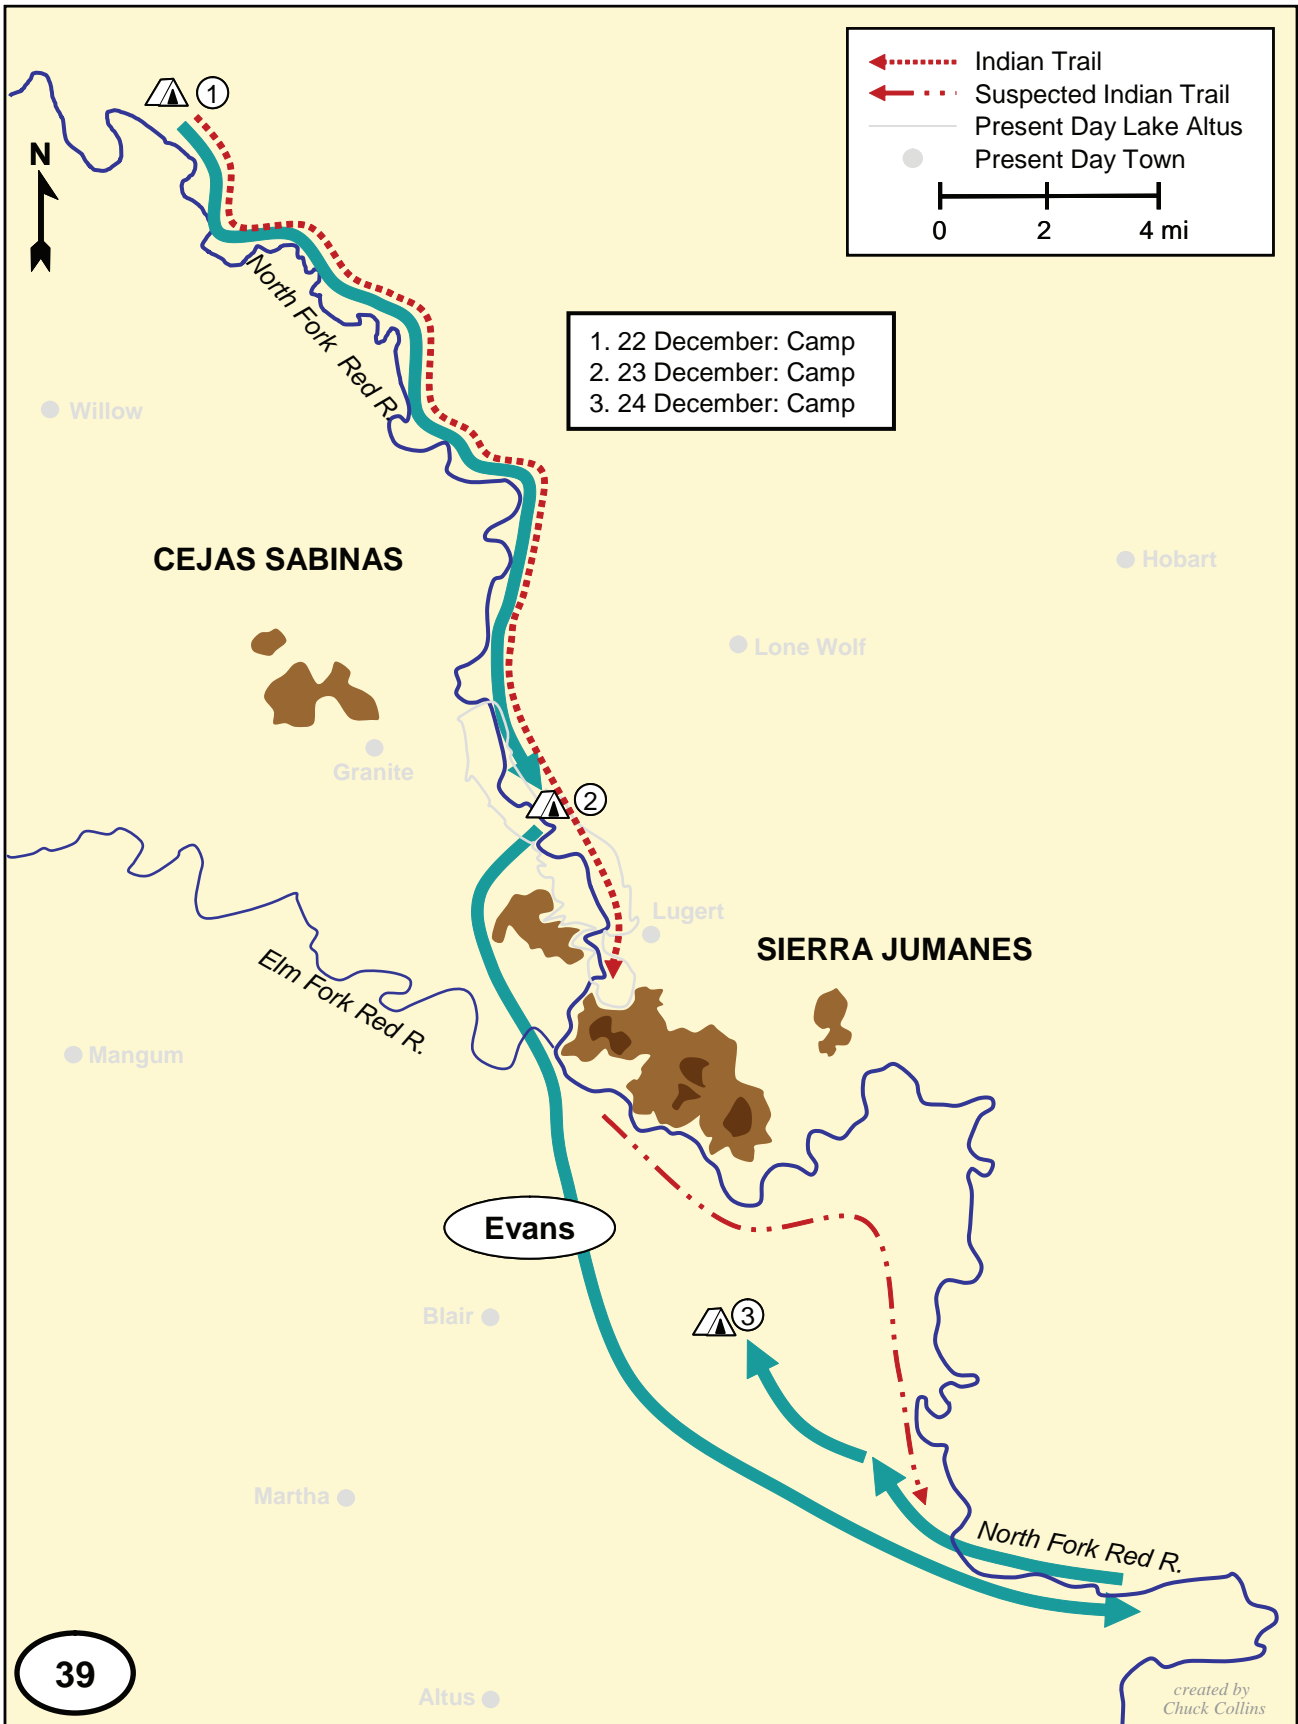 1
Indian Trail
Suspected Indian Trail
Present Day Lake Altus
Present Day Town
0 2 4 mi
N
North Fork Red R.
1. 22 December: Camp
2. 23 December: Camp
3. 24 December: Camp
Willow
CEJAS SABINAS
Hobart
Lone Wolf
Granite
2
Lugert
SIERRA JUMANES
Elm Fork Red R.
Mangum
Evans
3
Blair
Martha
North Fork Red R.
39
Altus
created by
Chuck Collins